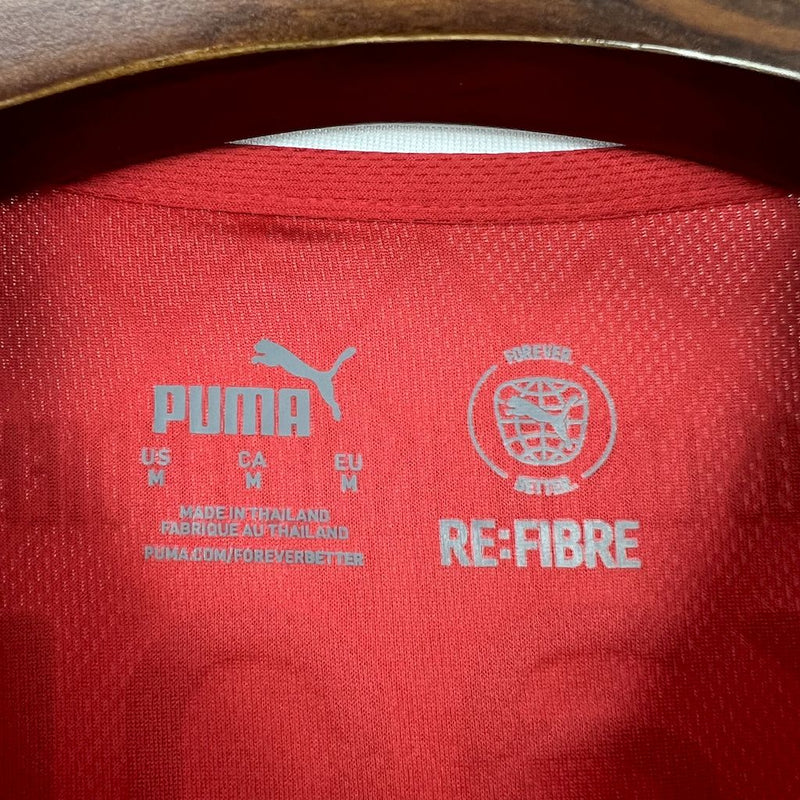 PUMA
US CA EU
M M M
MADE IN THAILAND
FABRIQUE AU THAILAND
PUMA.COM/FOREVERBETTER
FOREVER
BETTER.
RE:FIBRE